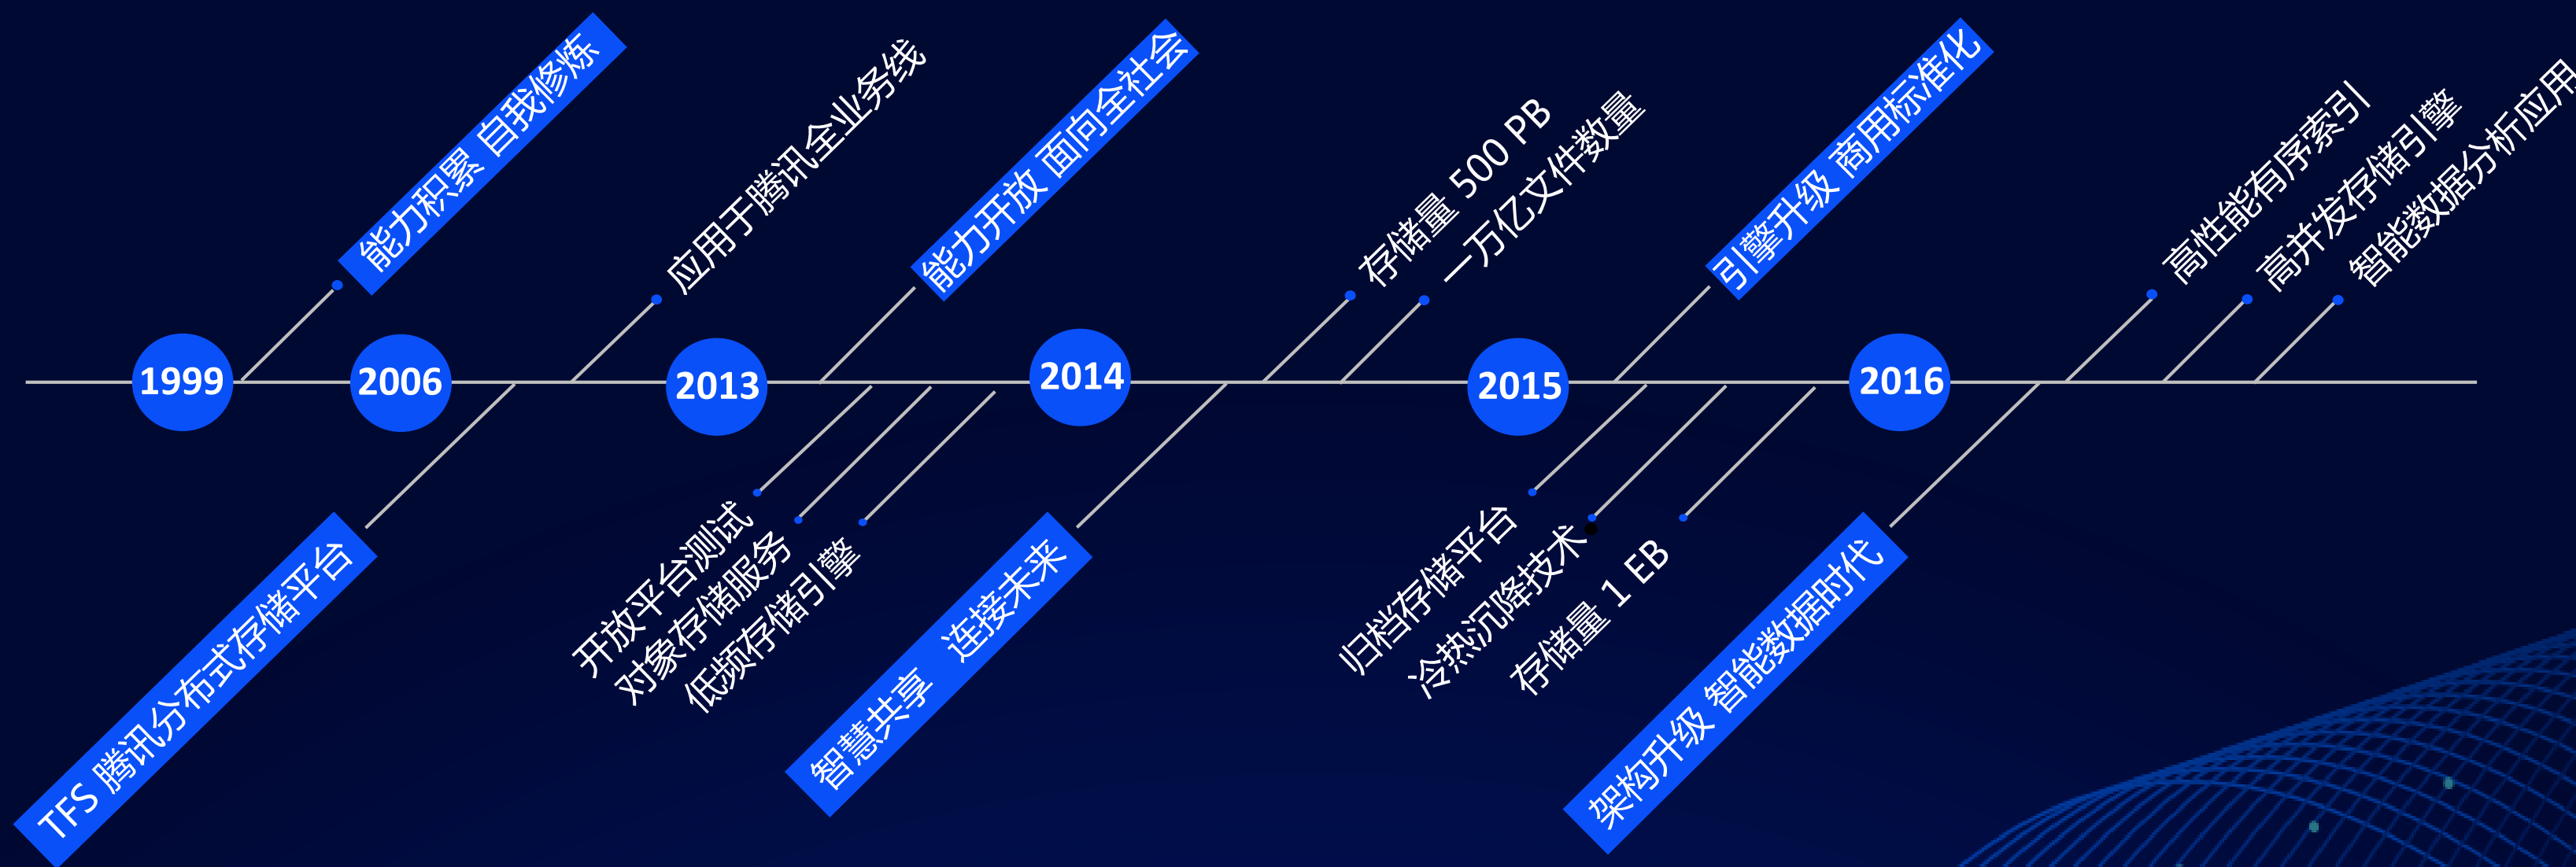 1999
能力积累 自我修炼
2006
TFS 腾讯分布式存储平台
应用于腾讯全业务线
2013
能力开放 面向全社会
开放平台测试
对象存储服务
低频存储引擎
2014
智慧共享 连接未来
存储量 500 PB
一万亿文件数量
2015
引擎升级 商用标准化
归档存储平台
冷热沉降技术
存储量 1 EB
2016
架构升级 智能数据时代
高性能有序索引
高并发存储引擎
智能数据分析应用